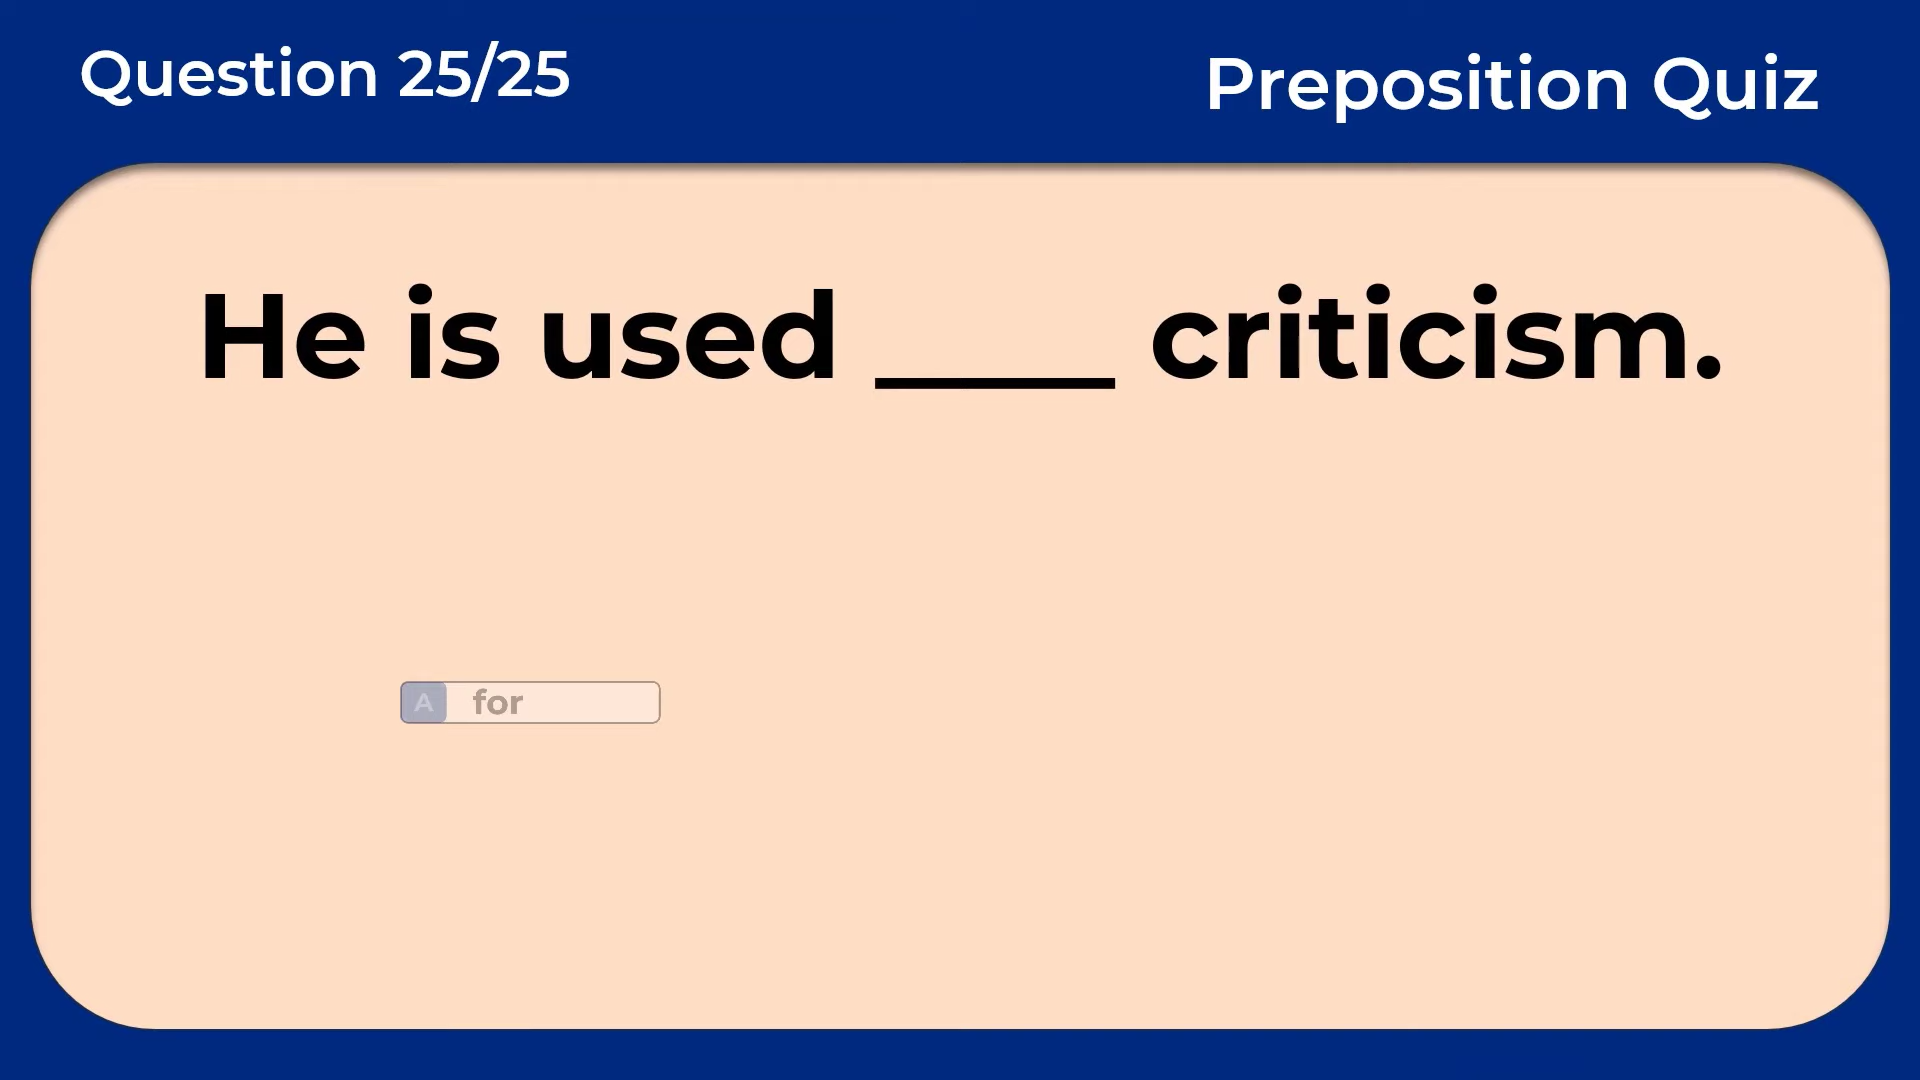 Question 25/25
Preposition Quiz
He is used ____ criticism.
A for